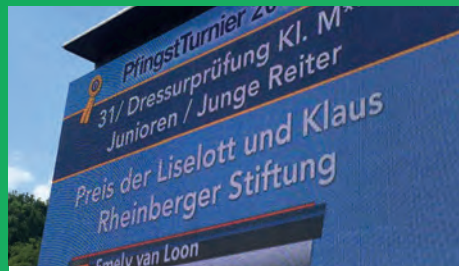 PfingstTurnier
31/ Dressurprüfung Kl. M*
Junioren / Junge Reiter
Preis der Liselott und Klaus
Rheinberger Stiftung
Emely van Loon